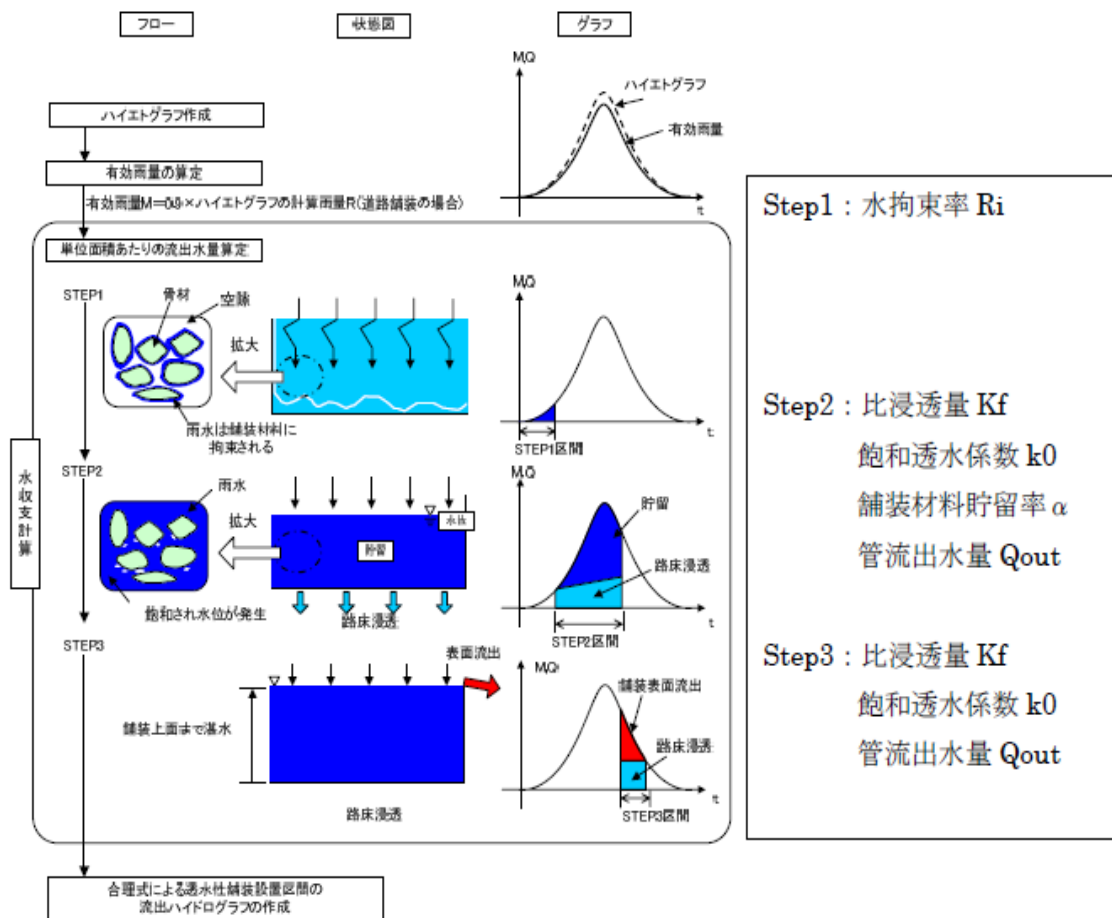 フロー
状態図
グラフ
M,Q
ハイエトグラフ
有効雨量
t
ハイエトグラフ作成
有効雨量の算定
有効雨量M=0.9×ハイエトグラフの計算雨量R(道路舗装の場合)
単位面積あたりの流出水量算定
STEP1
骨材
空隙
拡大
雨水は舗装材料に
拘束される
M,Q
STEP1区間
t
水収支計算
STEP2
雨水
拡大
水位
貯留
飽和され水位が発生
路床浸透
M,Q
貯留
路床浸透
STEP2区間
t
STEP3
表面流出
舗装上面まで湛水
路床浸透
M,Q
舗装表面流出
路床浸透
STEP3区間
t
合理式による透水性舗装設置区間の
流出ハイドログラフの作成
Step1：水拘束率 Ri
Step2：比浸透量 Kf
飽和透水係数 k0
舗装材料貯留率 α
管流出水量 Qout
Step3：比浸透量 Kf
飽和透水係数 k0
管流出水量 Qout